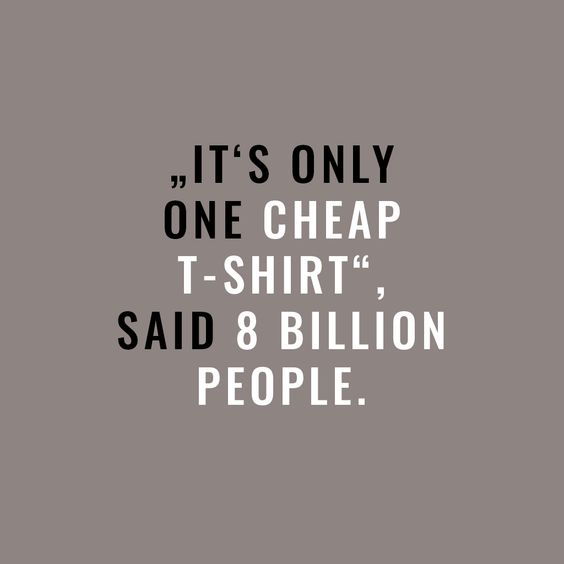 „IT‘S ONLY
ONE CHEAP
T-SHIRT“,
SAID 8 BILLION
PEOPLE.